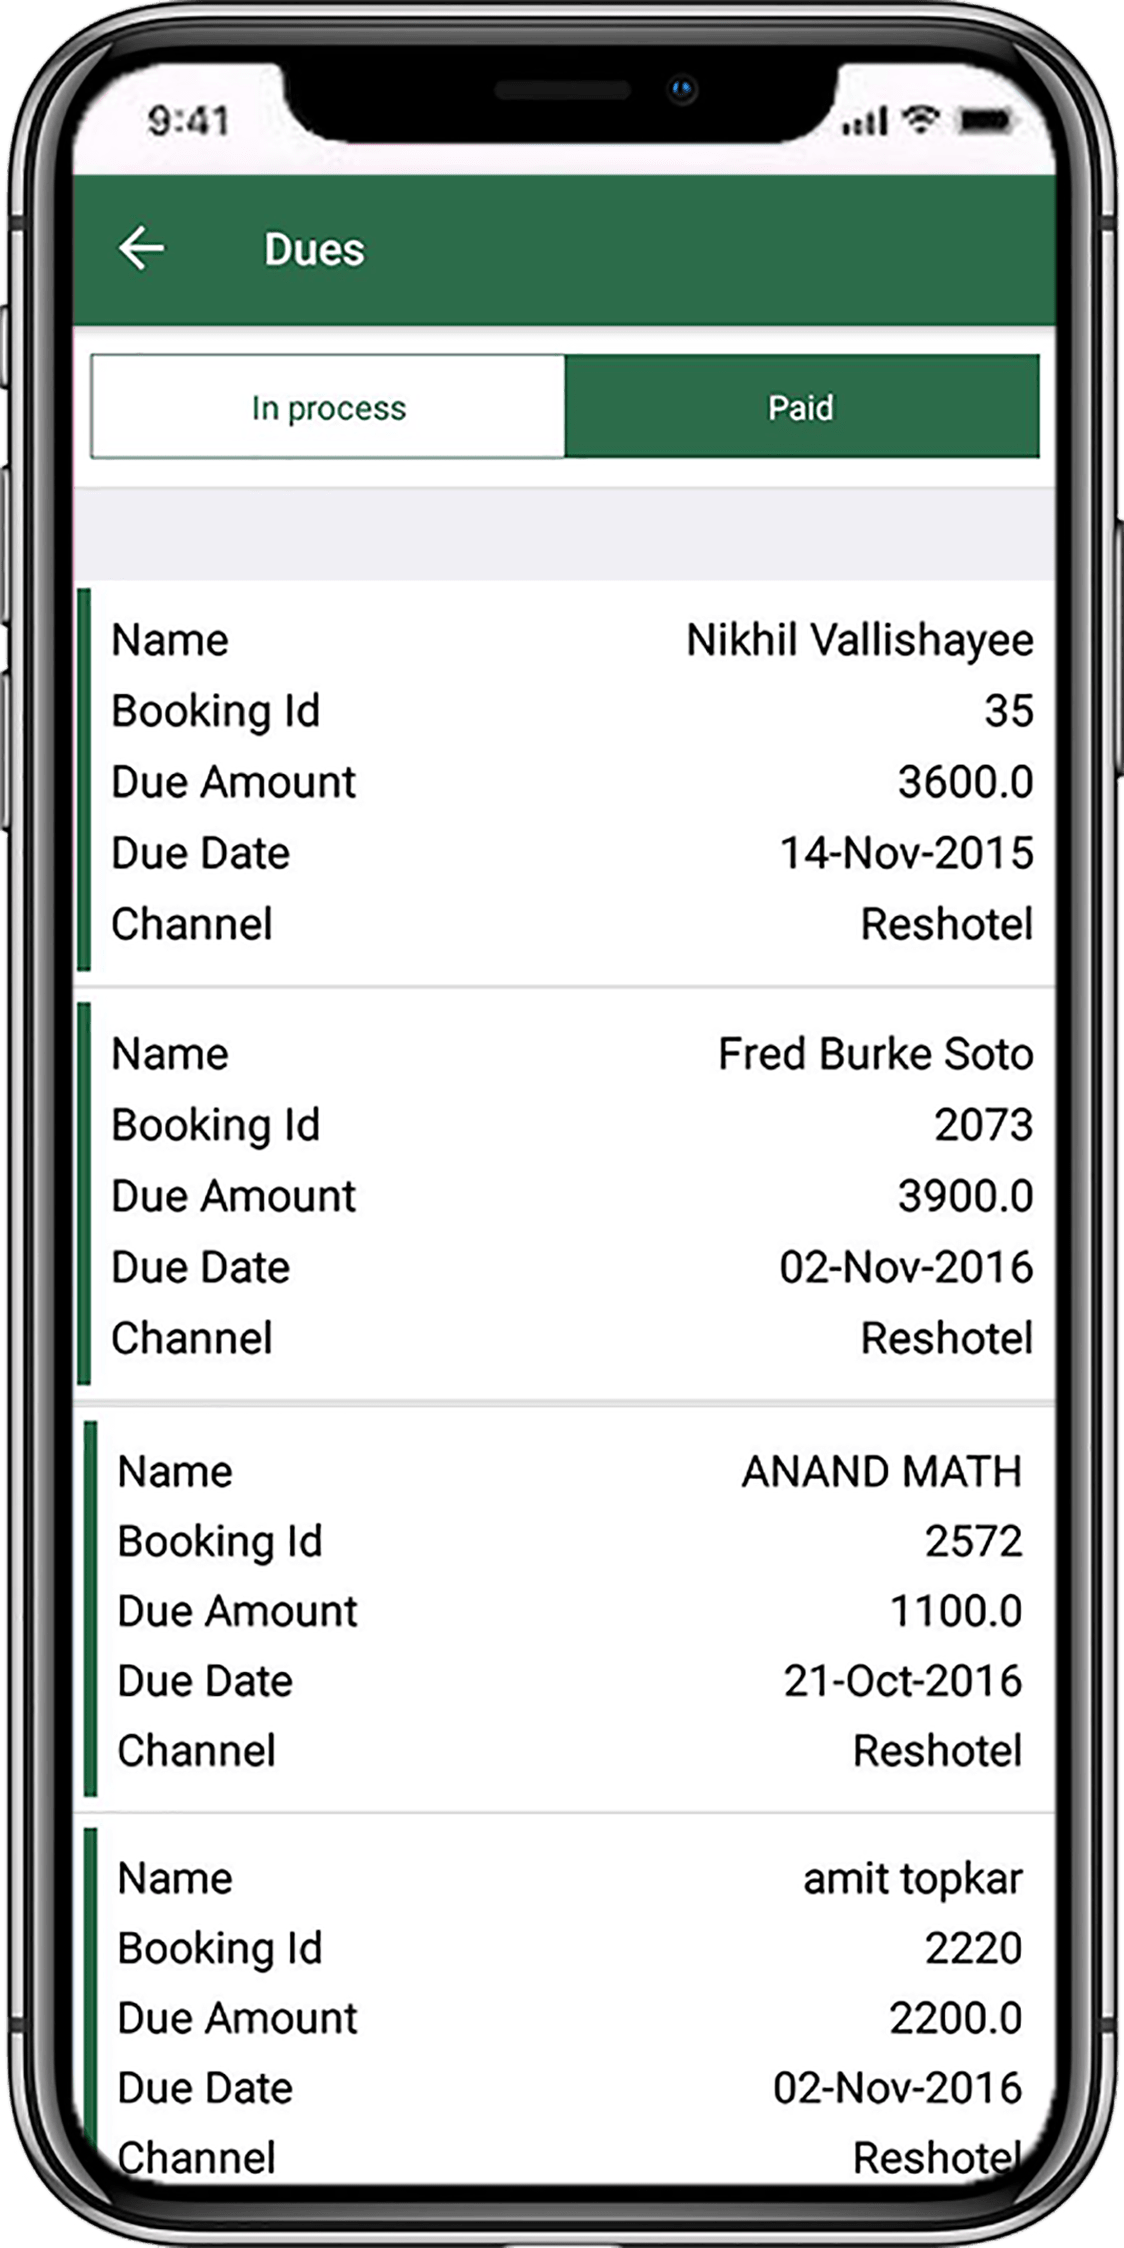 9:41
Dues
In process Paid
Name Nikhil Vallishayee
Booking Id 35
Due Amount 3600.0
Due Date 14-Nov-2015
Channel Reshotel
Name Fred Burke Soto
Booking Id 2073
Due Amount 3900.0
Due Date 02-Nov-2016
Channel Reshotel
Name ANAND MATH
Booking Id 2572
Due Amount 1100.0
Due Date 21-Oct-2016
Channel Reshotel
Name amit topkar
Booking Id 2220
Due Amount 2200.0
Due Date 02-Nov-2016
Channel Reshotel